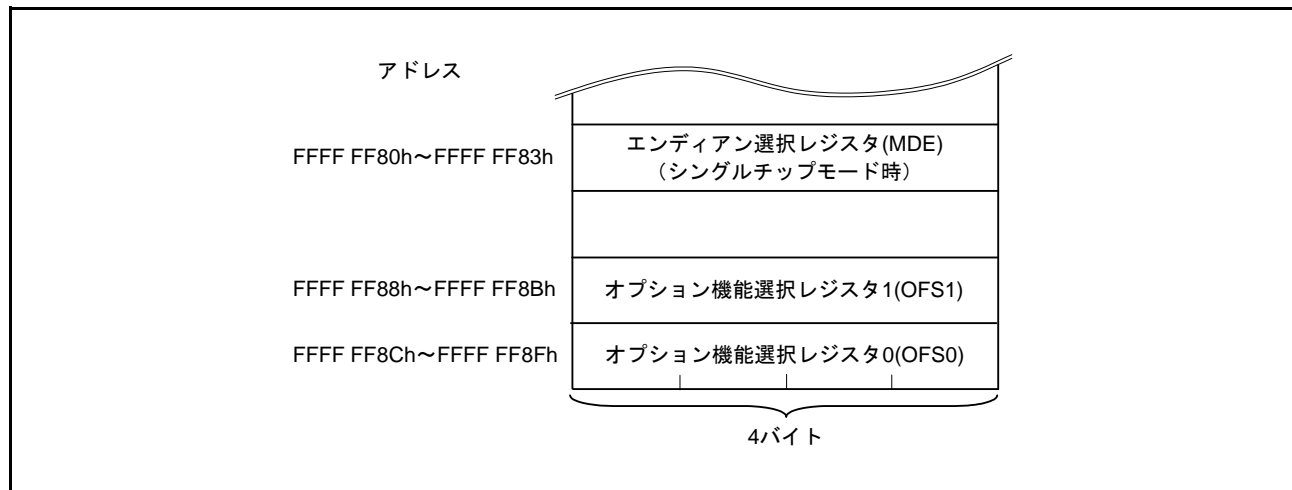 アドレス
FFFF FF80h～FFFF FF83h
エンディアン選択レジスタ(MDE)
（シングルチップモード時）
FFFF FF88h～FFFF FF8Bh
オプション機能選択レジスタ1(OFS1)
FFFF FF8Ch～FFFF FF8Fh
オプション機能選択レジスタ0(OFS0)
4バイト